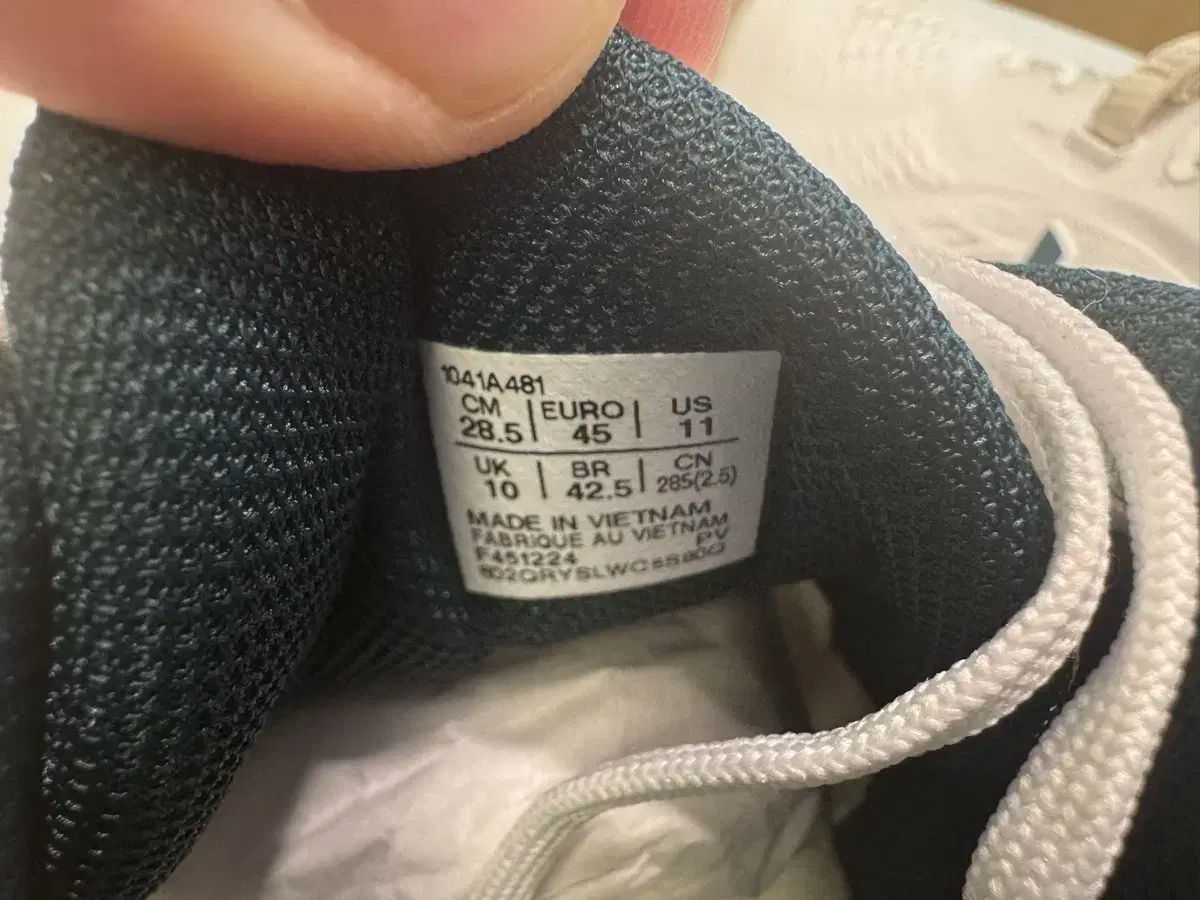 1041A481
CM | EURO | US
28.5 | 45 | 11
UK | BR | CN
10 | 42.5 | 285(2.5)
MADE IN VIETNAM
FABRIQUE AU VIETNAM
F451224 PV